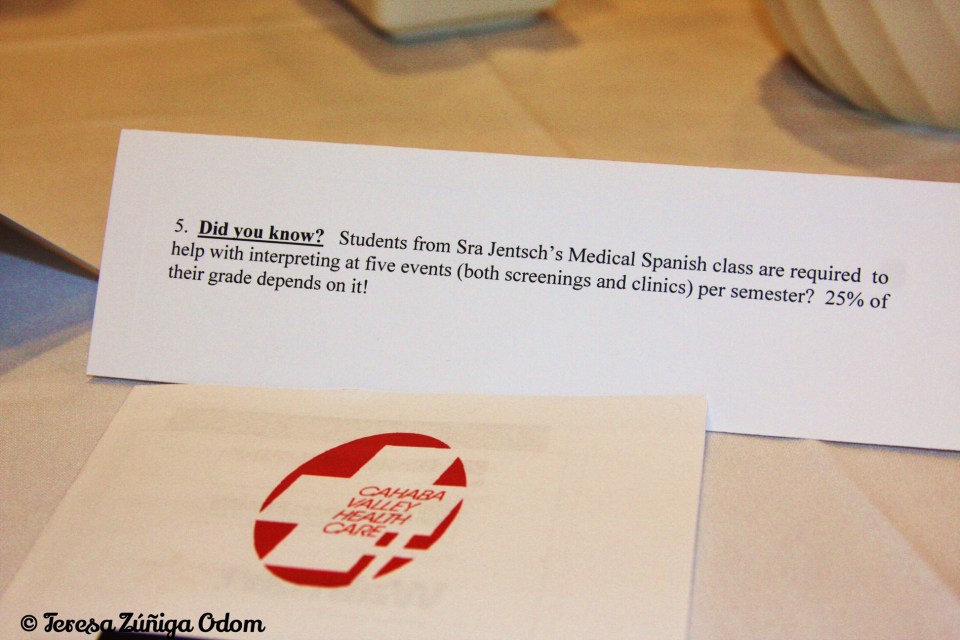 5. Did you know? Students from Sra Jentsch's Medical Spanish class are required to
help with interpreting at five events (both screenings and clinics) per semester? 25% of
their grade depends on it!
CAHABA
VALLEY
HEALTH
CARE
© Teresa Zúñiga Odom